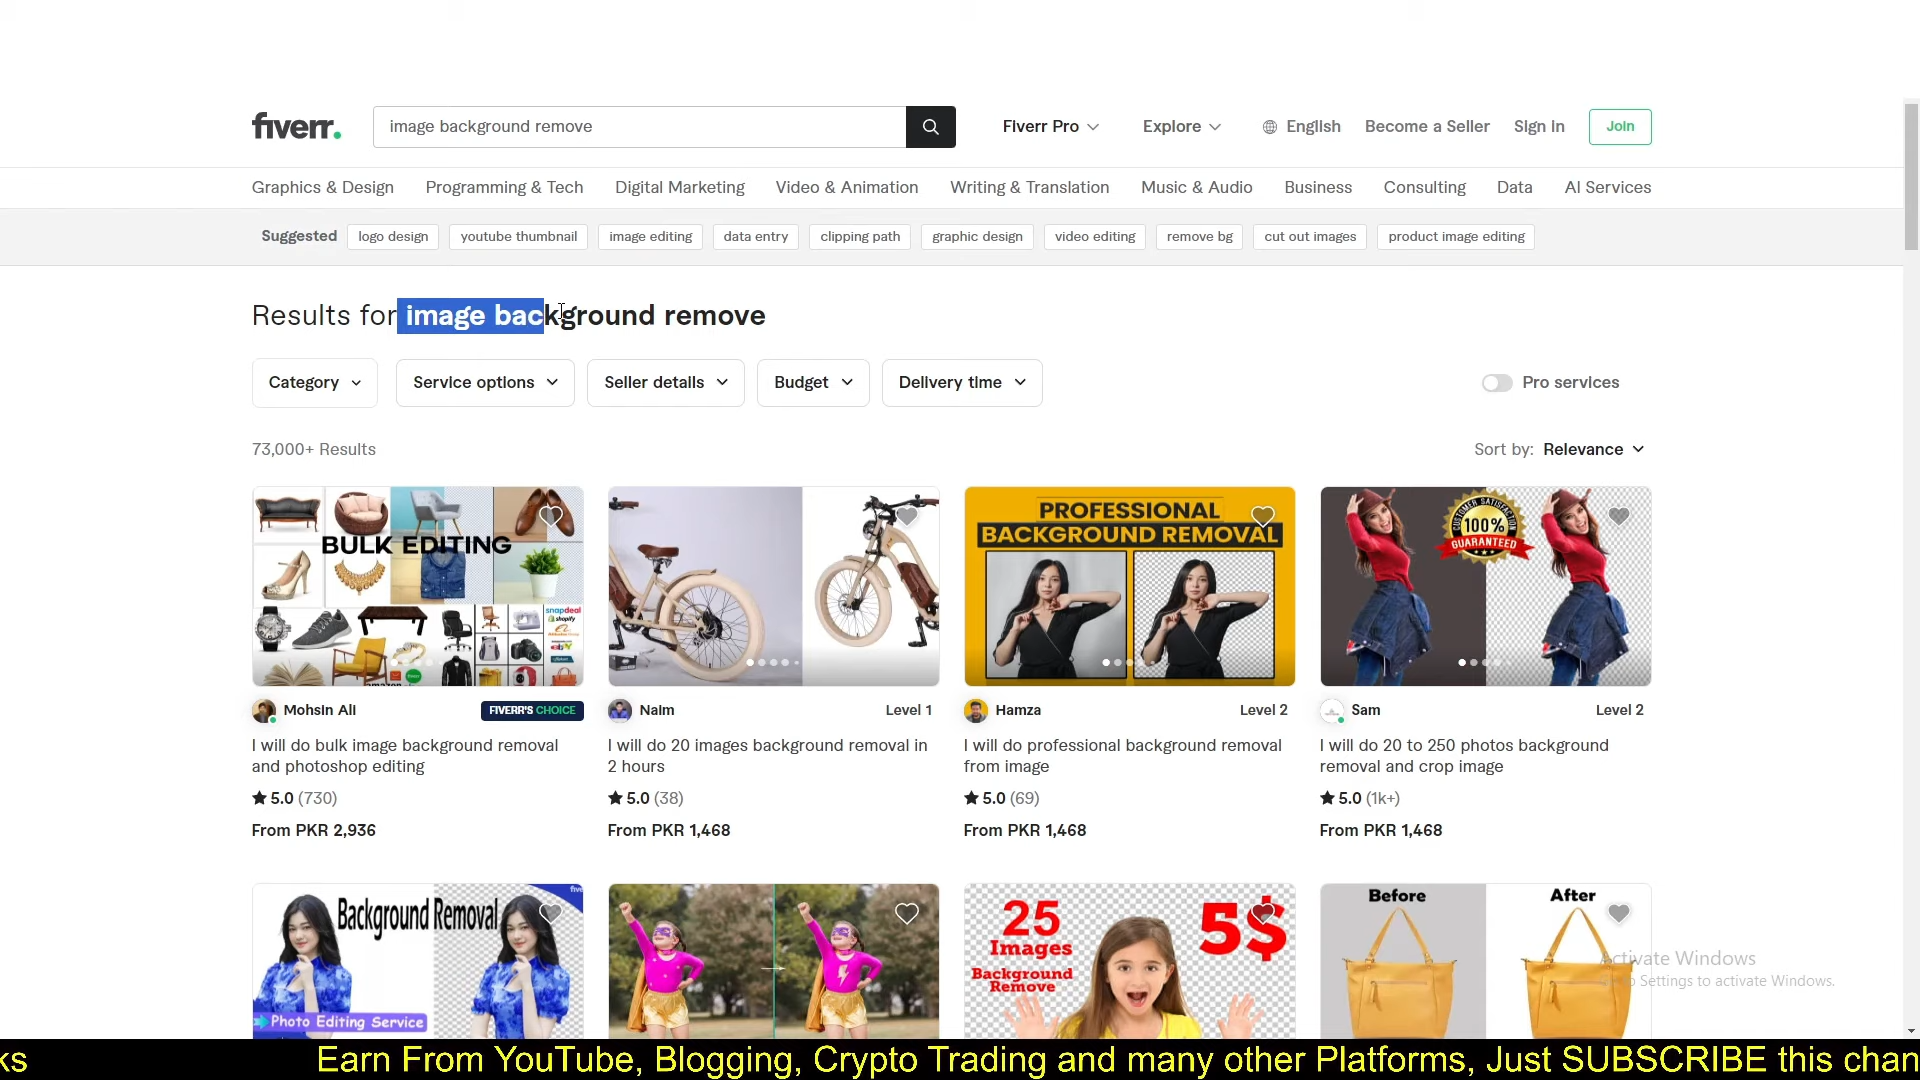 fiverr.
image background remove
Fiverr Pro
Explore
English
Become a Seller
Sign in
Join
Graphics & Design
Programming & Tech
Digital Marketing
Video & Animation
Writing & Translation
Music & Audio
Business
Consulting
Data
AI Services
Suggested
logo design
youtube thumbnail
image editing
data entry
clipping path
graphic design
video editing
remove bg
cut out images
product image editing
Results for image background remove
Category
Service options
Seller details
Budget
Delivery time
Pro services
73,000+ Results
Sort by: Relevance
BULK EDITING
snapdeal
shopify
ebY
PROFESSIONAL
BACKGROUND REMOVAL
CUSTOMER SATISFACTION
100%
GUARANTEED
Mohsin Ali
FIVERR'S CHOICE
I will do bulk image background removal
and photoshop editing
5.0 (730)
From PKR 2,936
Naim
Level 1
I will do 20 images background removal in
2 hours
5.0 (38)
From PKR 1,468
Hamza
Level 2
I will do professional background removal
from image
5.0 (69)
From PKR 1,468
Sam
Level 2
I will do 20 to 250 photos background
removal and crop image
5.0 (1k+)
From PKR 1,468
Background Removal
Photo Editing Service
25
Images
Background
Remove
5$
Before
After
Activate Windows
Settings to activate Windows.
ks
Earn From YouTube, Blogging, Crypto Trading and many other Platforms, Just SUBSCRIBE this chan